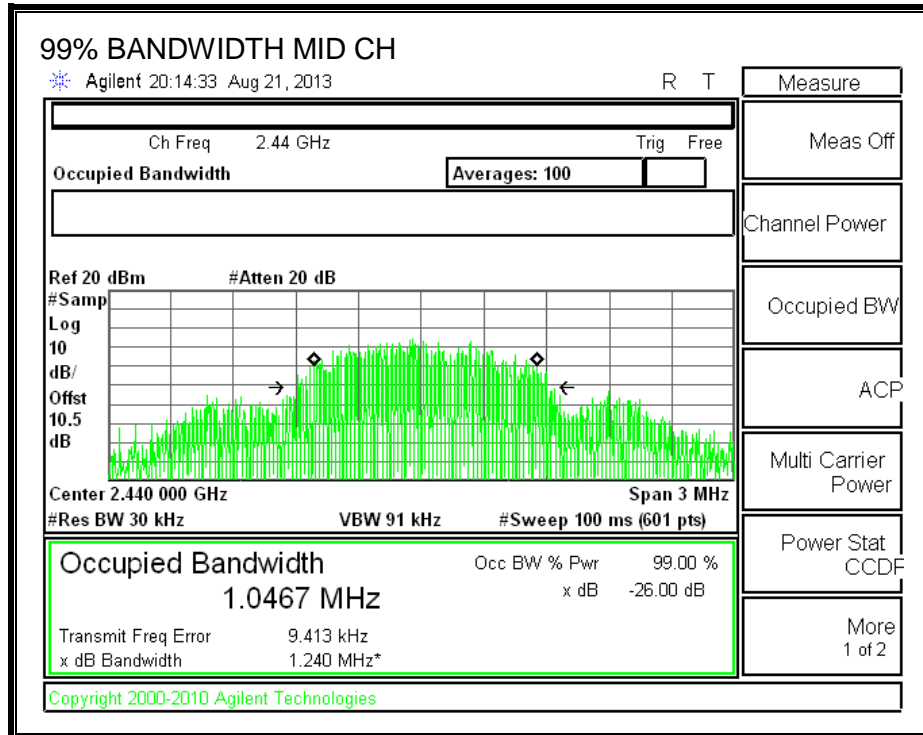 99% BANDWIDTH MID CH
Agilent 20:14:33 Aug 21, 2013 R T
Ch Freq 2.44 GHz Trig Free
Occupied Bandwidth Averages: 100
Ref 20 dBm #Atten 20 dB
#Samp
Log
10
dB/
Offst
10.5
dB
Center 2.440 000 GHz Span 3 MHz
#Res BW 30 kHz VBW 91 kHz #Sweep 100 ms (601 pts)
Occupied Bandwidth Occ BW % Pwr 99.00 %
1.0467 MHz x dB -26.00 dB
Transmit Freq Error 9.413 kHz
x dB Bandwidth 1.240 MHz*
Copyright 2000-2010 Agilent Technologies
Measure
Meas Off
Channel Power
Occupied BW
ACP
Multi Carrier
Power
Power Stat
CCDF
More
1 of 2